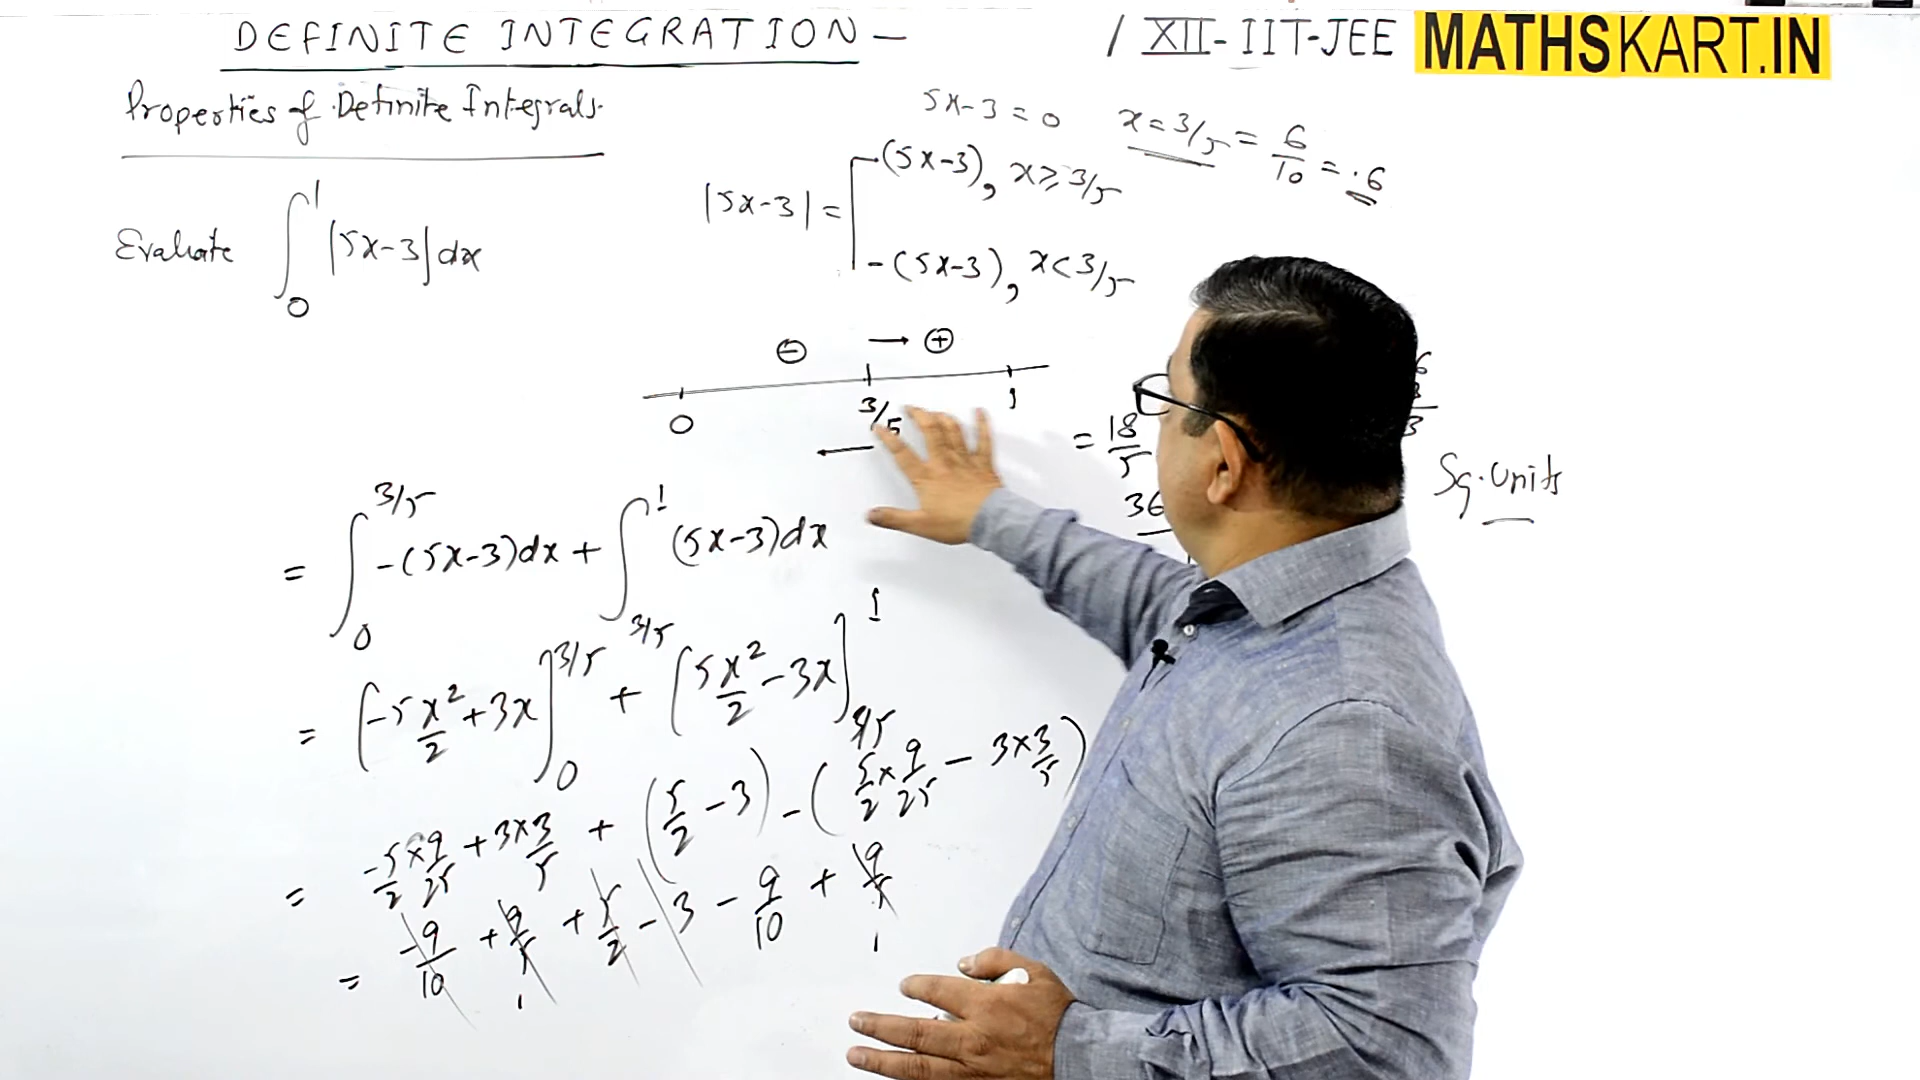 DEFINITE INTEGRATION — / XII - IIT-JEE MATHSKART.IN
Properties of Definite Integrals.
Evaluate ∫₀¹ |5x-3| dx
5x-3=0 x=3/5 = 6/10 = .6
|5x-3| = (5x-3), x≥3/5
-(5x-3), x<3/5
⊖ → ⊕
0 3/5 1
←
= ∫₀^{3/5} -(5x-3)dx + ∫_{3/5}^1 (5x-3)dx
= [-5x²/2+3x]₀^{3/5} + [5x²/2-3x]_{3/5}^1
= -5/2×9/25+3×3/5 + (5/2-3) - (5/2×9/25 - 3×3/5)
= -9/10 + 9/5 + 5/2 - 3 - 9/10 + 9/5
= 18/5
36
Sq. Units